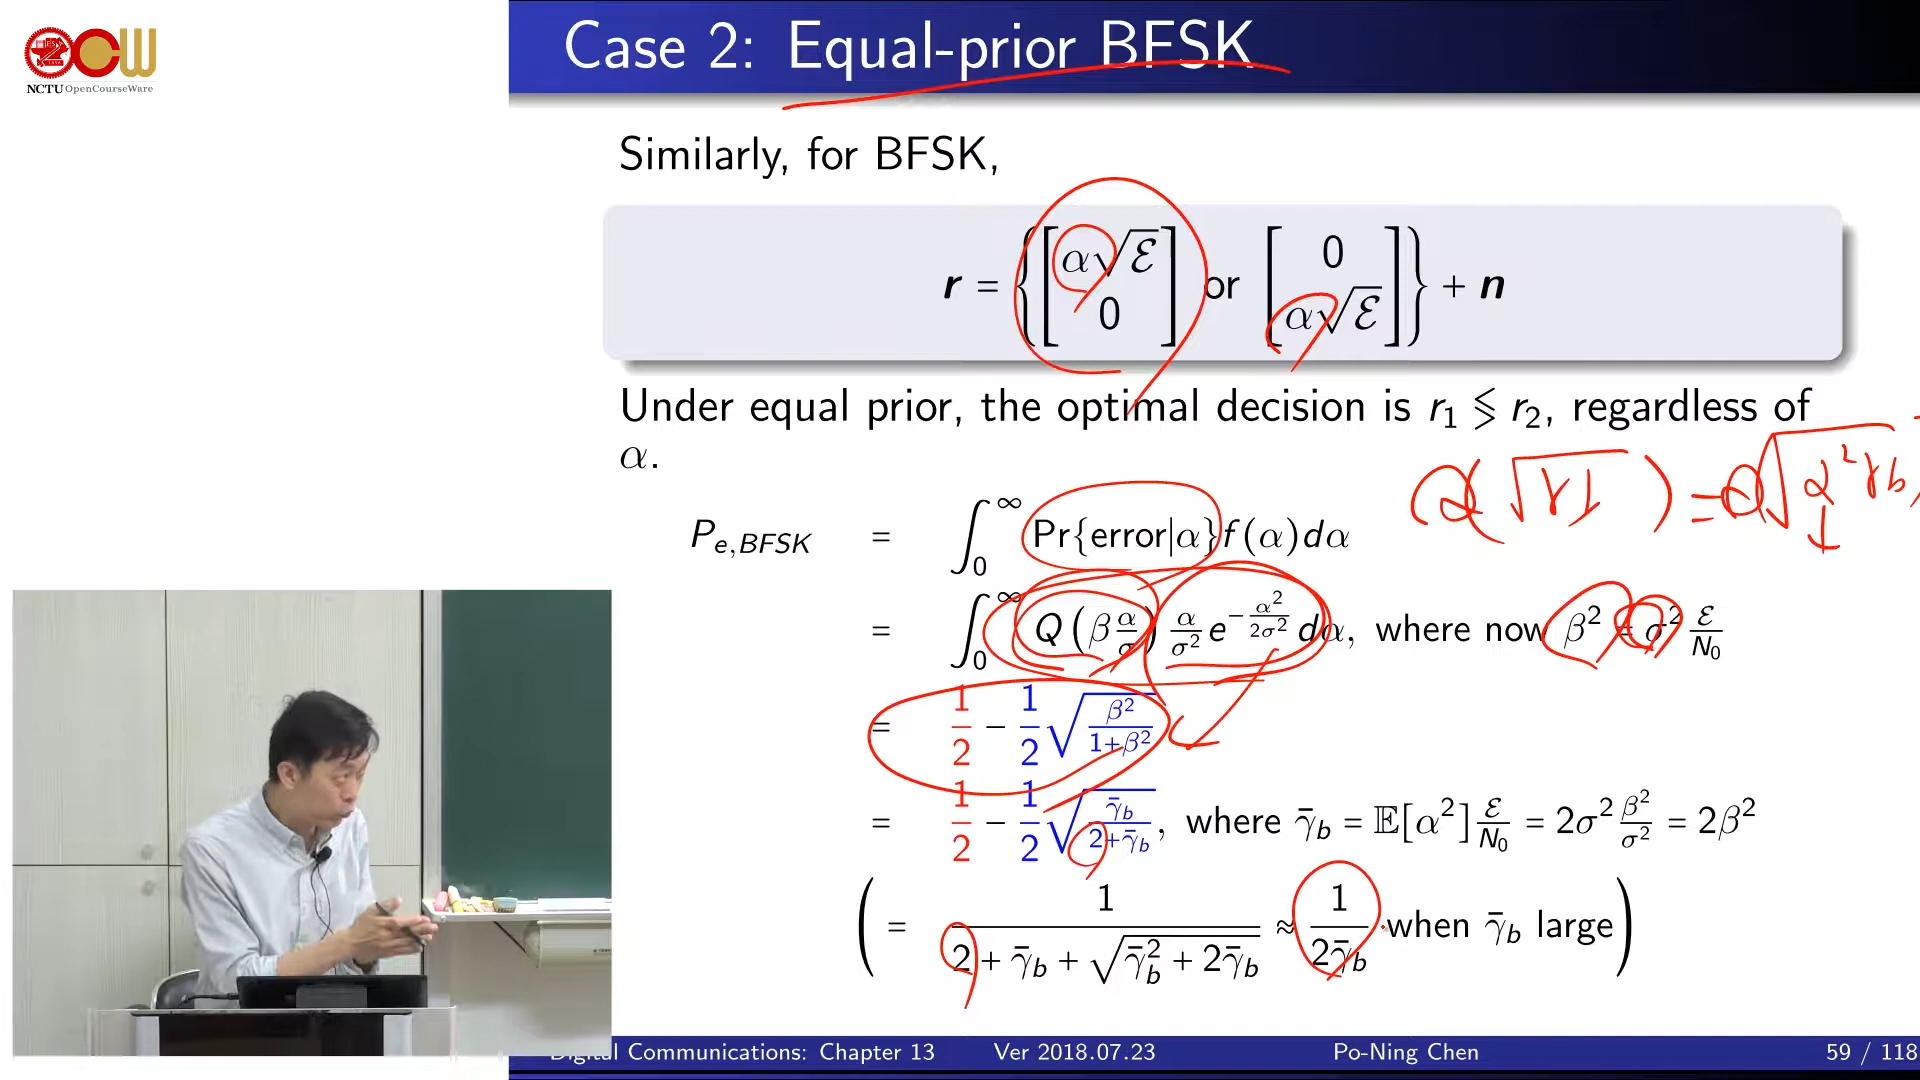 NCTU OpenCourseWare
Case 2: Equal-prior BFSK
Similarly, for BFSK,
r = { [ α√ℰ 0 ] or [ 0 α√ℰ ] } + n
Under equal prior, the optimal decision is r₁ ≶ r₂, regardless of
α.
Q(√γb) = Q(√α²γb)
P_{e,BFSK} = ∫₀^∞ Pr{error|α} f(α)dα
= ∫₀^∞ Q(β α/σ) α/σ² e^{-α²/2σ²} dα, where now β² = σ² ℰ/N₀
= 1/2 − 1/2 √(β²/(1+β²))
= 1/2 − 1/2 √(γ̄_b/(2+γ̄_b)), where γ̄_b = 𝔼[α²] ℰ/N₀ = 2σ² β²/σ² = 2β²
( = 1/(2 + γ̄_b + √(γ̄_b² + 2γ̄_b)) ≈ 1/(2γ̄_b) when γ̄_b large )
Digital Communications: Chapter 13 Ver 2018.07.23 Po-Ning Chen 59 / 118